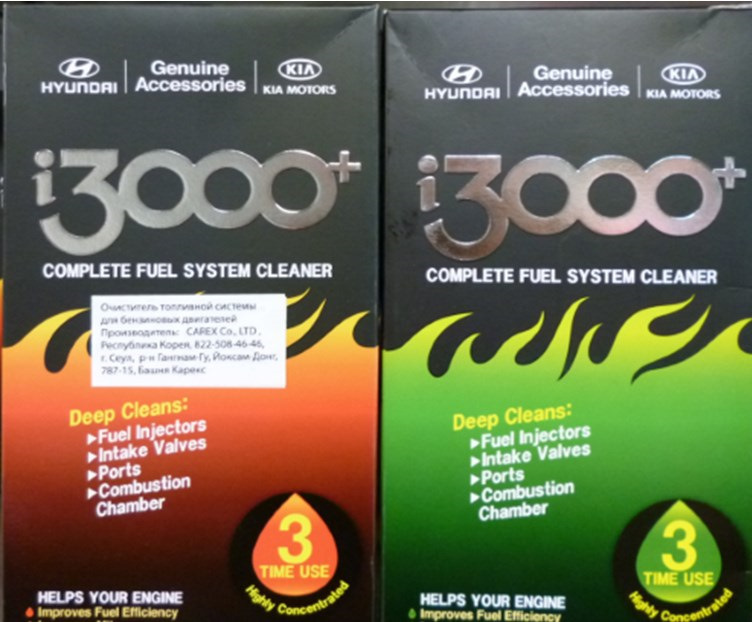 HYUNDAI
Genuine
Accessories
KIA
KIA MOTORS
i3000+
COMPLETE FUEL SYSTEM CLEANER
Очиститель топливной системы
для бензиновых двигателей
Производитель: CAREX Co., LTD.,
Республика Корея, 822-508-46-46,
г. Сеул, р-н Гангнам-Гу, Йоксам-Донг,
787-15, Башня Карекс
Deep Cleans:
▶Fuel Injectors
▶Intake Valves
▶Ports
▶Combustion
Chamber
3
TIME USE
Highly Concentrated
HELPS YOUR ENGINE
Improves Fuel Efficiency
HYUNDAI
Genuine
Accessories
KIA
KIA MOTORS
i3000+
COMPLETE FUEL SYSTEM CLEANER
Deep Cleans:
▶Fuel Injectors
▶Intake Valves
▶Ports
▶Combustion
Chamber
3
TIME USE
Highly Concentrated
HELPS YOUR ENGINE
Improves Fuel Efficiency